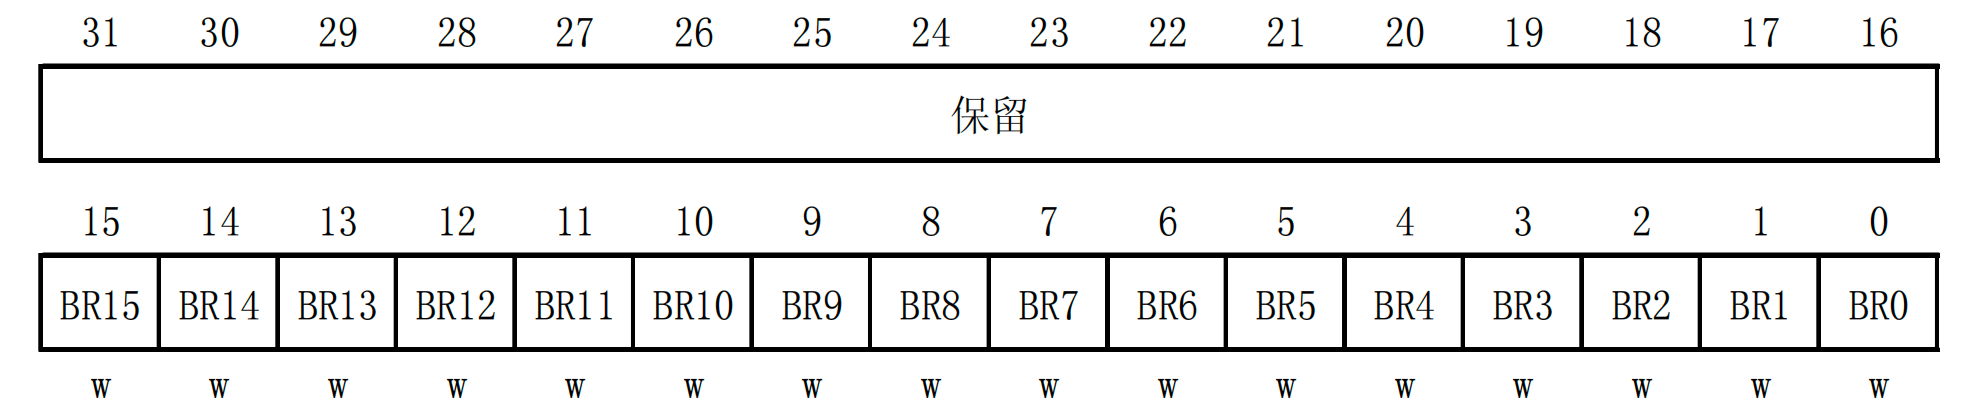 31 30 29 28 27 26 25 24 23 22 21 20 19 18 17 16
保留
15 14 13 12 11 10 9 8 7 6 5 4 3 2 1 0
BR15 BR14 BR13 BR12 BR11 BR10 BR9 BR8 BR7 BR6 BR5 BR4 BR3 BR2 BR1 BR0
w w w w w w w w w w w w w w w w